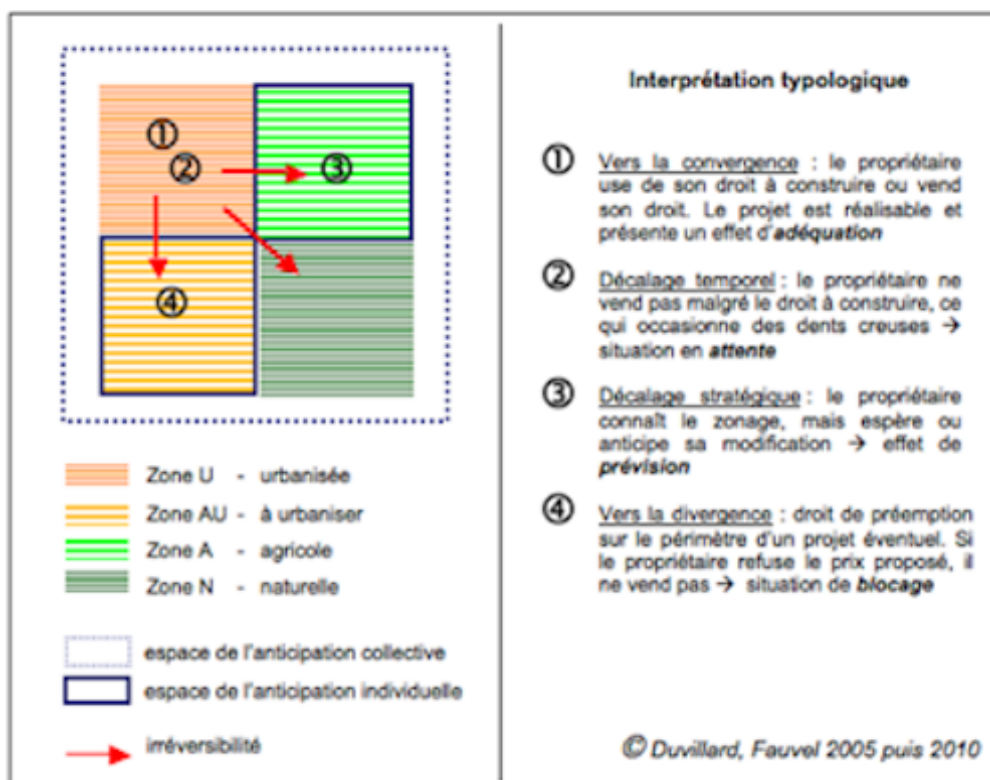 ①
②
③
④
Zone U - urbanisée
Zone AU - à urbaniser
Zone A - agricole
Zone N - naturelle
espace de l'anticipation collective
espace de l'anticipation individuelle
irréversibilité
Interprétation typologique
① Vers la convergence : le propriétaire
use de son droit à construire ou vend
son droit. Le projet est réalisable et
présente un effet d'adéquation
② Décalage temporel : le propriétaire ne
vend pas malgré le droit à construire, ce
qui occasionne des dents creuses →
situation en attente
③ Décalage stratégique : le propriétaire
connaît le zonage, mais espère ou
anticipe sa modification → effet de
prévision
④ Vers la divergence : droit de préemption
sur le périmètre d'un projet éventuel. Si
le propriétaire refuse le prix proposé, il
ne vend pas → situation de blocage
© Duvillard, Fauvel 2005 puis 2010